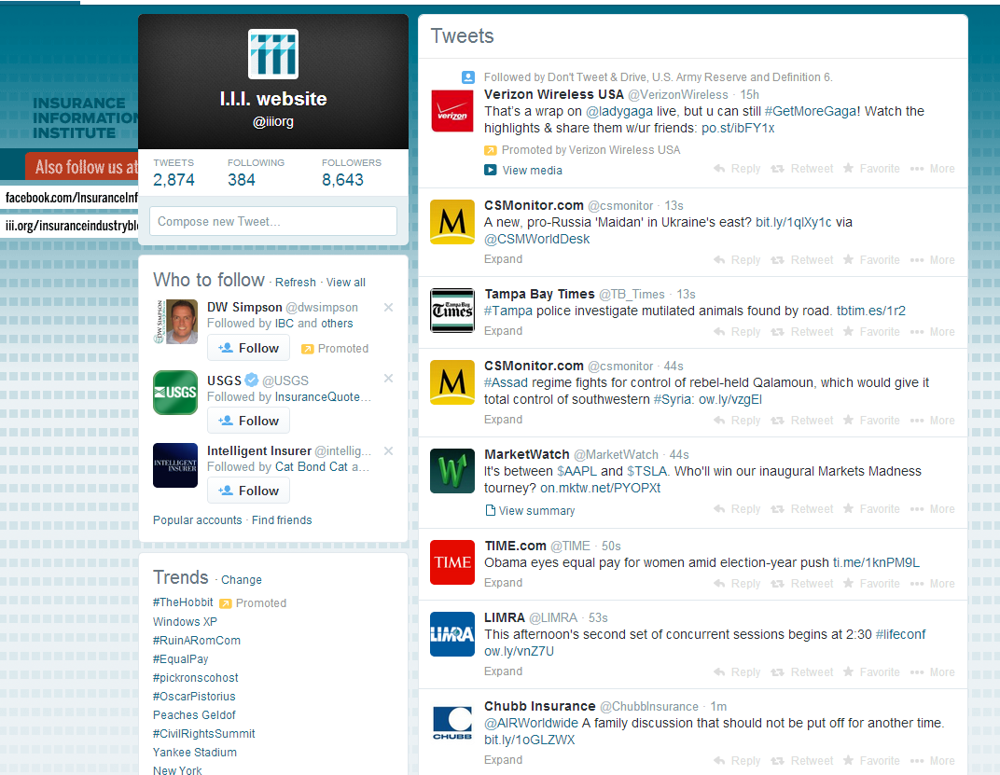 INSURANCE
INFORMATION
INSTITUTE
Also follow us at
facebook.com/InsuranceInf
iii.org/insuranceindustrybl
I.I.I. website
@iiiorg
TWEETS FOLLOWING FOLLOWERS
2,874 384 8,643
Compose new Tweet...
Who to follow · Refresh · View all
DW SIMPSON
DW Simpson @dwsimpson
Followed by IBC and others
Follow Promoted
USGS
USGS @USGS
Followed by InsuranceQuote...
Follow
INTELLIGENT
INSURER
Intelligent Insurer @intellig...
Followed by Cat Bond Cat a...
Follow
Popular accounts · Find friends
Trends · Change
#TheHobbit Promoted
Windows XP
#RuinARomCom
#EqualPay
#pickronscohost
#OscarPistorius
Peaches Geldof
#CivilRightsSummit
Yankee Stadium
New York
Tweets
Followed by Don't Tweet & Drive, U.S. Army Reserve and Definition 6.
verizon
Verizon Wireless USA @VerizonWireless · 15h
That's a wrap on @ladygaga live, but u can still #GetMoreGaga! Watch the
highlights & share them w/ur friends: po.st/ibFY1x
Promoted by Verizon Wireless USA
View media Reply Retweet Favorite More
M
CSMonitor.com @csmonitor · 13s
A new, pro-Russia 'Maidan' in Ukraine's east? bit.ly/1qlXy1c via
@CSMWorldDesk
Expand Reply Retweet Favorite More
Tampa Bay
Times
Tampa Bay Times @TB_Times · 13s
#Tampa police investigate mutilated animals found by road. tbtim.es/1r2
Expand Reply Retweet Favorite More
M
CSMonitor.com @csmonitor · 44s
#Assad regime fights for control of rebel-held Qalamoun, which would give it
total control of southwestern #Syria: ow.ly/vzgEl
Expand Reply Retweet Favorite More
MarketWatch @MarketWatch · 44s
It's between $AAPL and $TSLA. Who'll win our inaugural Markets Madness
tourney? on.mktw.net/PYOPXt
View summary Reply Retweet Favorite More
TIME
TIME.com @TIME · 50s
Obama eyes equal pay for women amid election-year push ti.me/1knPM9L
Expand Reply Retweet Favorite More
LIMRA
LIMRA @LIMRA · 53s
This afternoon's second set of concurrent sessions begins at 2:30 #lifeconf
ow.ly/vnZ7U
Expand Reply Retweet Favorite More
CHUBB
Chubb Insurance @ChubbInsurance · 1m
@AIRWorldwide A family discussion that should not be put off for another time.
bit.ly/1oGLZWX
Expand Reply Retweet Favorite More